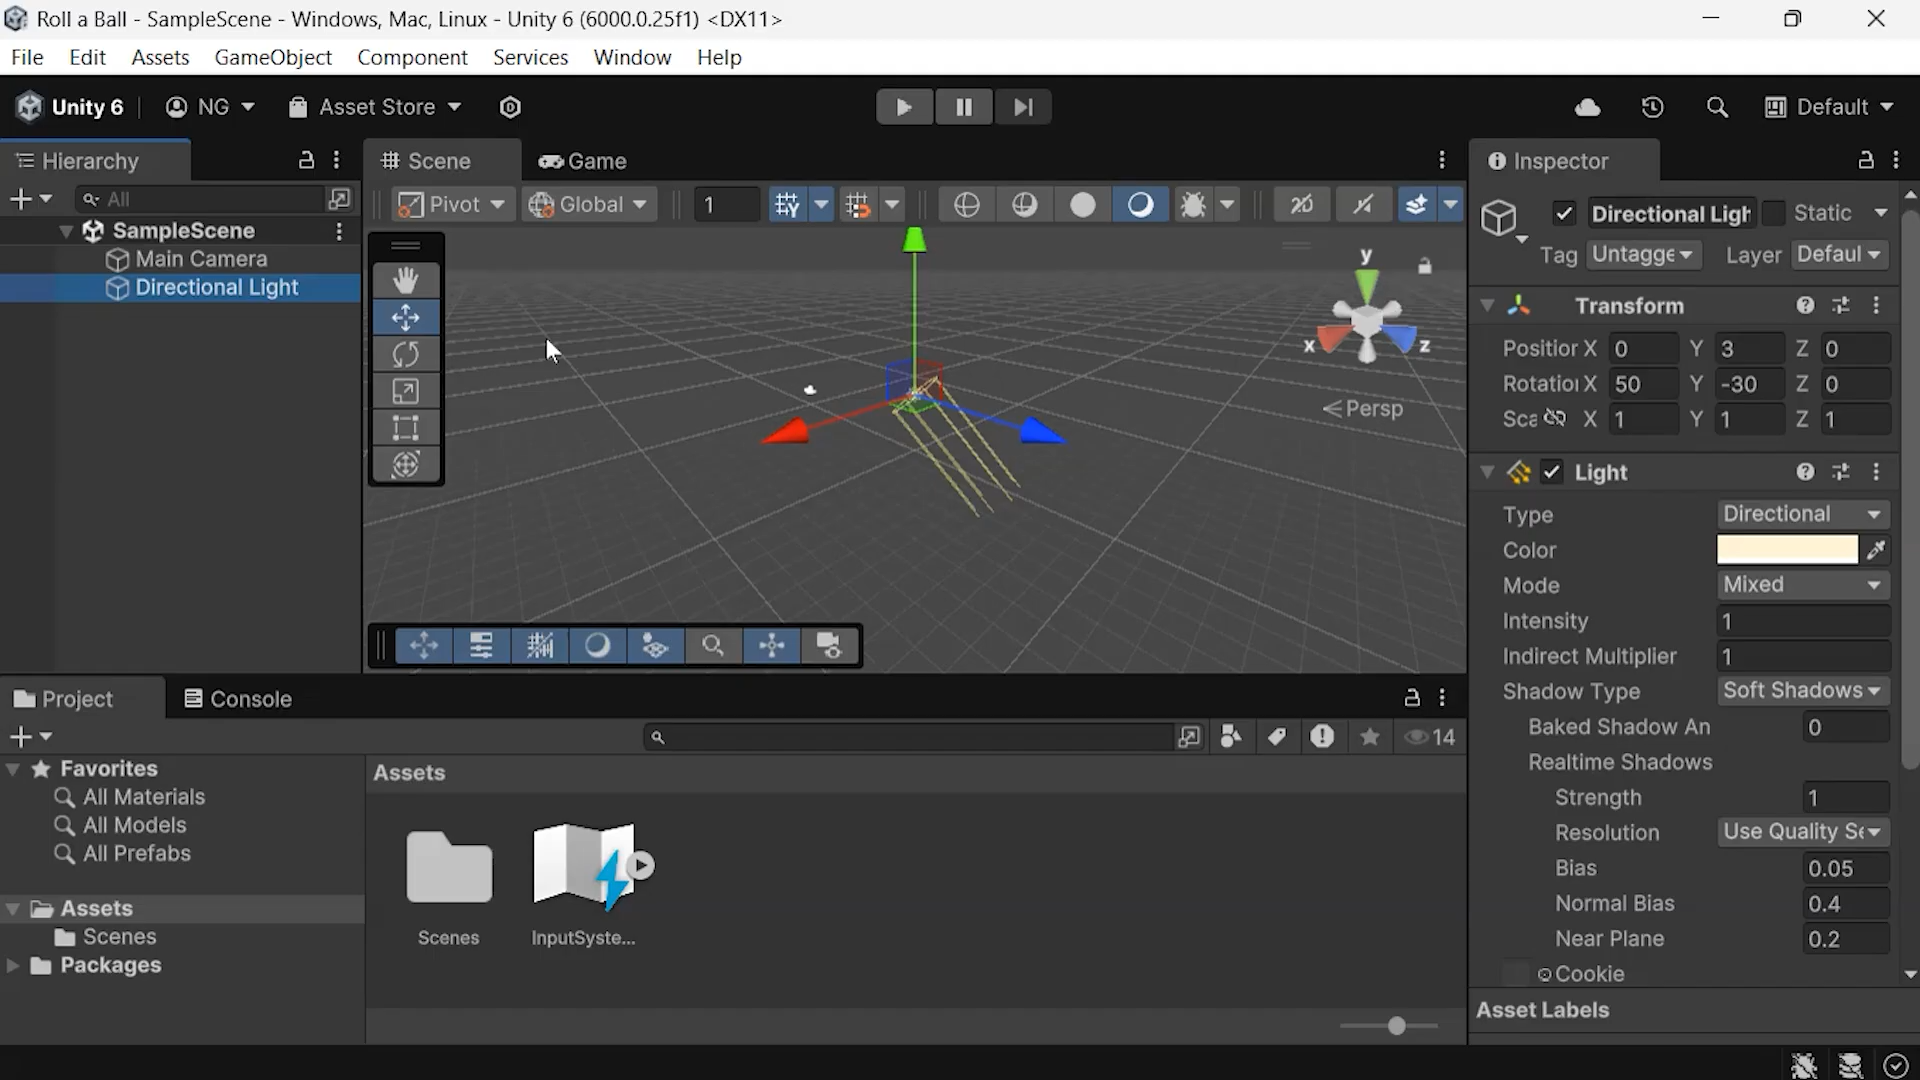 Roll a Ball - SampleScene - Windows, Mac, Linux - Unity 6 (6000.0.25f1) <DX11>
File Edit Assets GameObject Component Services Window Help
Unity 6 NG Asset Store Default
Hierarchy
All
SampleScene
Main Camera
Directional Light
Scene Game
Pivot Global 1 2D
y
x z
Persp
Inspector
Directional Ligh Static
Tag Untagge Layer Defaul
Transform
Position X 0 Y 3 Z 0
Rotation X 50 Y -30 Z 0
Sca X 1 Y 1 Z 1
Light
Type Directional
Color
Mode Mixed
Intensity 1
Indirect Multiplier 1
Shadow Type Soft Shadows
Baked Shadow An 0
Realtime Shadows
Strength 1
Resolution Use Quality Se
Bias 0.05
Normal Bias 0.4
Near Plane 0.2
Cookie
Asset Labels
Project Console
14
Favorites
All Materials
All Models
All Prefabs
Assets
Scenes
Packages
Assets
Scenes InputSyste...